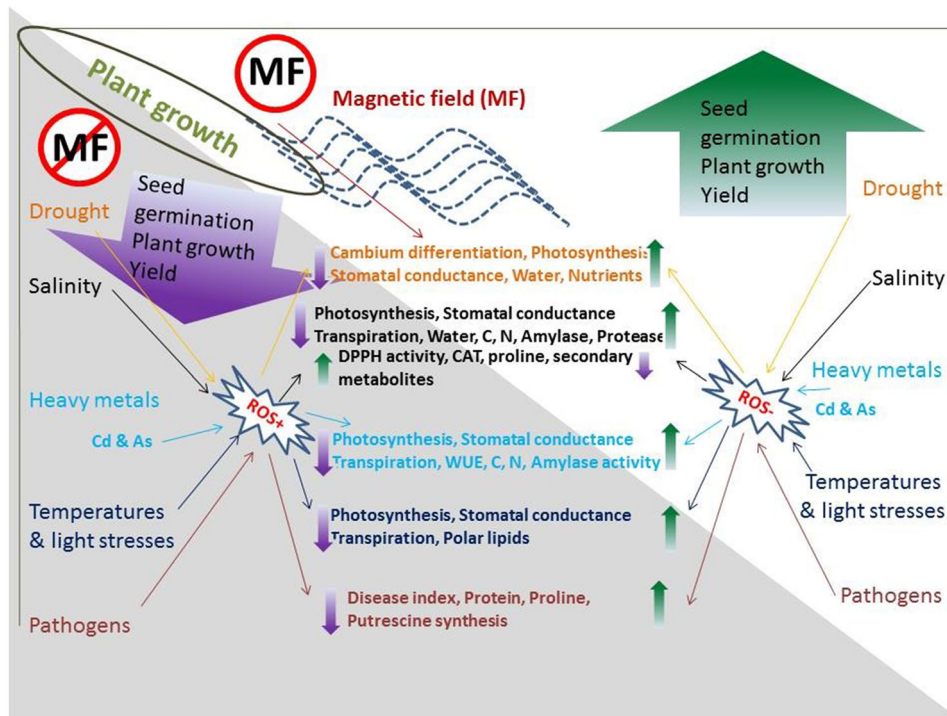 Plant growth
MF
Magnetic field (MF)
MF
Seed
germination
Plant growth
Yield
Seed
germination
Plant growth
Yield
Drought
Salinity
Heavy metals
Cd & As
Temperatures
& light stresses
Pathogens
ROS+
Cambium differentiation, Photosynthesis
Stomatal conductance, Water, Nutrients
Photosynthesis, Stomatal conductance
Transpiration, Water, C, N, Amylase, Protease
DPPH activity, CAT, proline, secondary
metabolites
Photosynthesis, Stomatal conductance
Transpiration, WUE, C, N, Amylase activity
Photosynthesis, Stomatal conductance
Transpiration, Polar lipids
Disease index, Protein, Proline,
Putrescine synthesis
Drought
Salinity
Heavy metals
Cd & As
Temperatures
& light stresses
Pathogens
ROS-